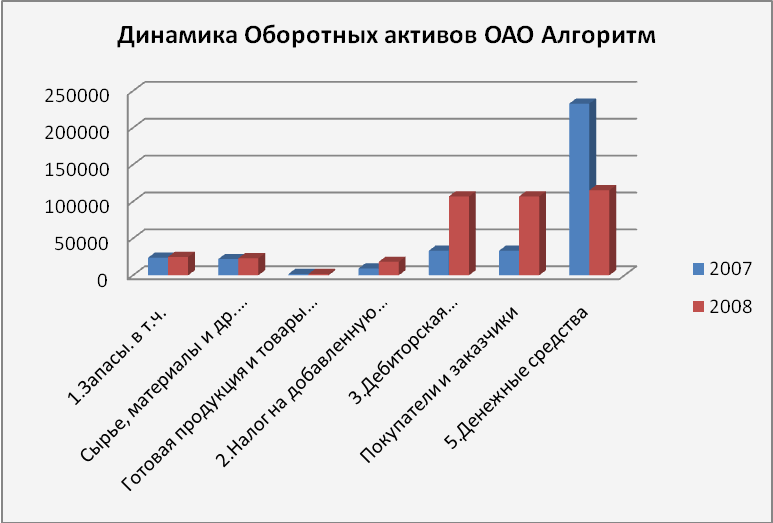 Динамика Оборотных активов ОАО Алгоритм
250000
200000
150000
100000
50000
0
1.Запасы. в т.ч.
Сырье, материалы и др....
Готовая продукция и товары...
2.Налог на добавленную...
3.Дебиторская...
Покупатели и заказчики
5.Денежные средства
2007
2008